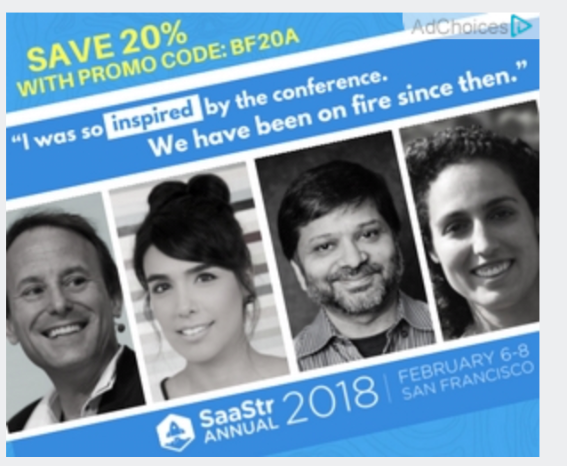 AdChoices
SAVE 20%
WITH PROMO CODE: BF20A
“I was so inspired by the conference.
We have been on fire since then.”
SaaStr
ANNUAL
2018
FEBRUARY 6-8
SAN FRANCISCO